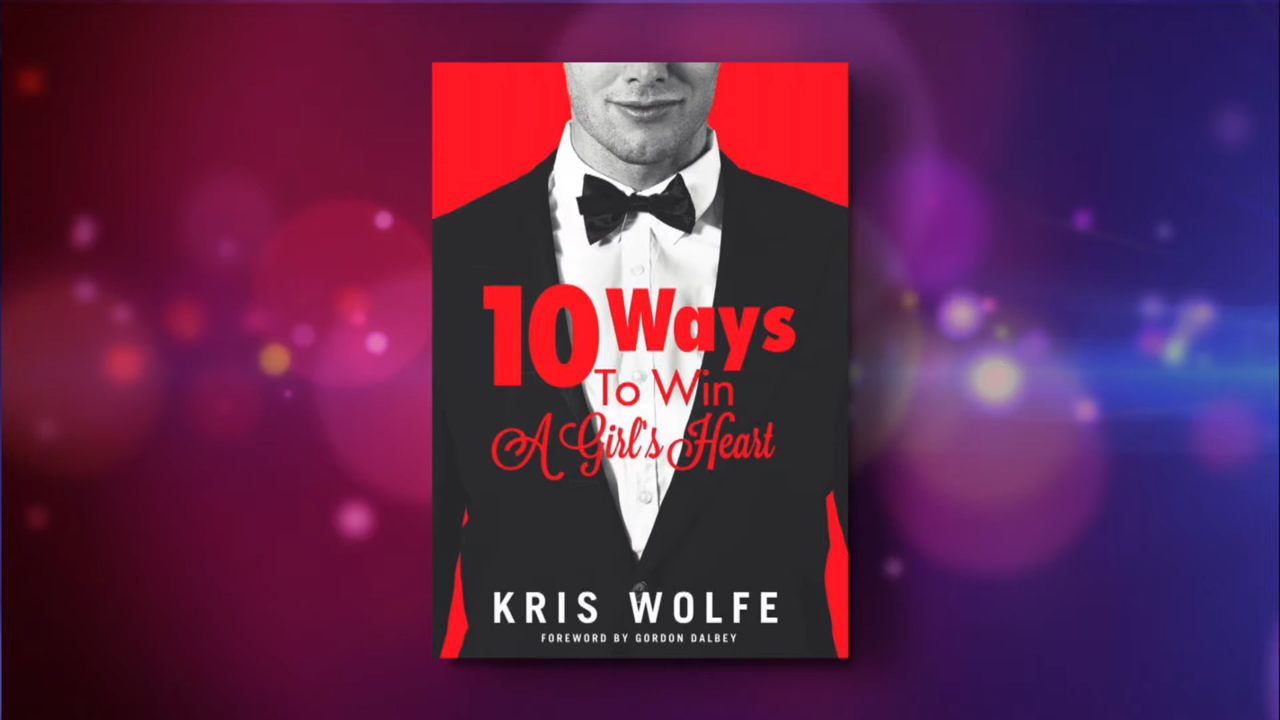 10 Ways
To Win
A Girl's Heart
KRIS WOLFE
FOREWORD BY GORDON DALBEY